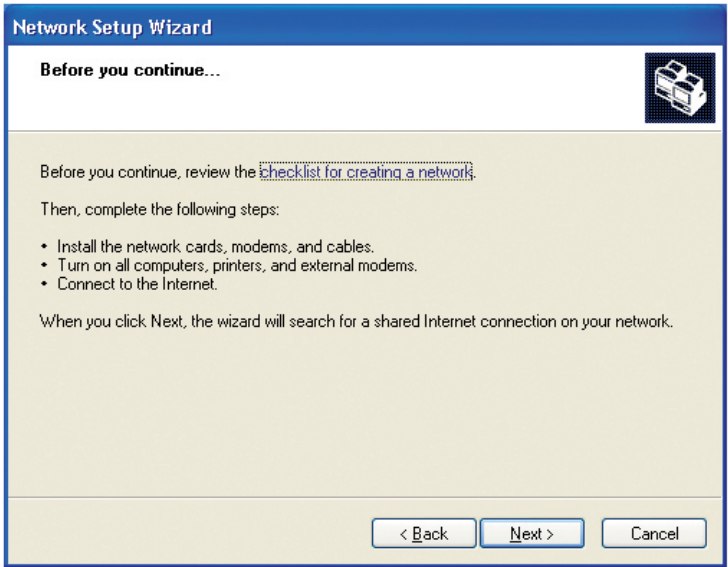 Network Setup Wizard
Before you continue...
Before you continue, review the checklist for creating a network.
Then, complete the following steps:
• Install the network cards, modems, and cables.
• Turn on all computers, printers, and external modems.
• Connect to the Internet.
When you click Next, the wizard will search for a shared Internet connection on your network.
< Back
Next >
Cancel